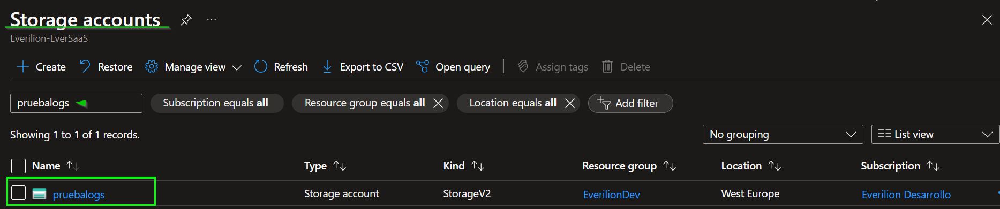 Storage accounts
Everilion-EverSaaS
Create Restore Manage view Refresh Export to CSV Open query Assign tags Delete
pruebalogs Subscription equals all Resource group equals all Location equals all Add filter
Showing 1 to 1 of 1 records. No grouping List view
Name Type Kind Resource group Location Subscription
pruebalogs Storage account StorageV2 EverilionDev West Europe Everilion Desarrollo